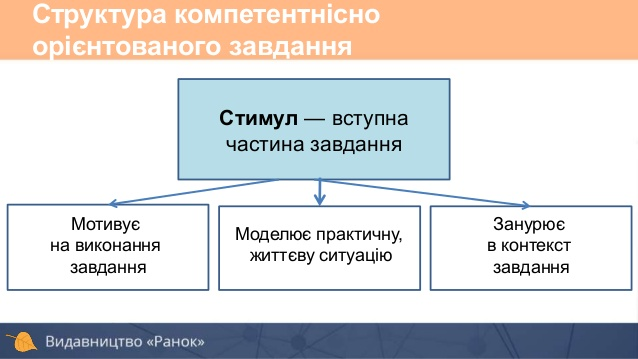 Структура компетентнісно
орієнтованого завдання
Стимул — вступна
частина завдання
Мотивує
на виконання
завдання
Моделює практичну,
життєву ситуацію
Занурює
в контекст
завдання
Видавництво «Ранок»